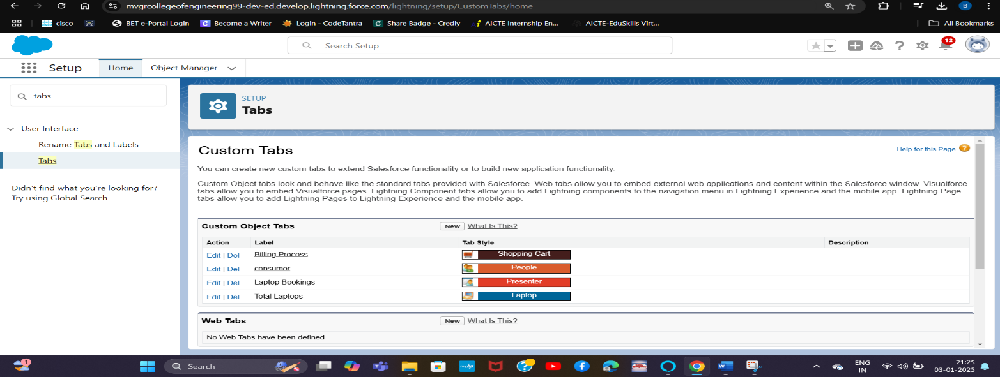 mvgrcollegeofengineering99-dev-ed.develop.lightning.force.com/lightning/setup/CustomTabs/home
B
cisco
BET e-Portal Login
C Become a Writer
Login - CodeTantra
Share Badge - Credly
AICTE Internship En...
AICTE-EduSkills Virt...
All Bookmarks
Search Setup
12
Setup
Home
Object Manager
tabs
User Interface
Rename Tabs and Labels
Tabs
Didn't find what you're looking for?
Try using Global Search.
SETUP
Tabs
Custom Tabs
Help for this Page ?
You can create new custom tabs to extend Salesforce functionality or to build new application functionality.
Custom Object tabs look and behave like the standard tabs provided with Salesforce. Web tabs allow you to embed external web applications and content within the Salesforce window. Visualforce
tabs allow you to embed Visualforce pages. Lightning Component tabs allow you to add Lightning components to the navigation menu in Lightning Experience and the mobile app. Lightning Page
tabs allow you to add Lightning Pages to Lightning Experience and the mobile app.
Custom Object Tabs New What Is This?
Action Label Tab Style Description
Edit | Del Billing Process Shopping Cart
Edit | Del consumer People
Edit | Del Laptop Bookings Presenter
Edit | Del Total Laptops Laptop
Web Tabs New What Is This?
No Web Tabs have been defined
1
Search
myhp
ENG
IN
21:25
03-01-2025